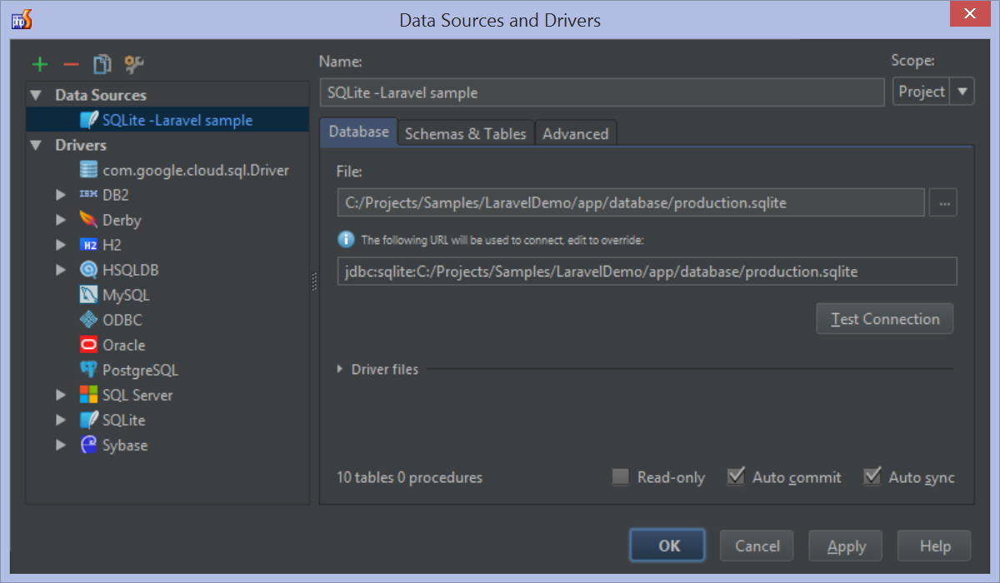 Data Sources and Drivers
Name:
Scope:
SQLite -Laravel sample
Project
Data Sources
SQLite -Laravel sample
Drivers
com.google.cloud.sql.Driver
IBM DB2
Derby
H2 H2
HSQLDB
MySQL
ODBC
Oracle
PostgreSQL
SQL Server
SQLite
Sybase
Database
Schemas & Tables
Advanced
File:
C:/Projects/Samples/LaravelDemo/app/database/production.sqlite
...
The following URL will be used to connect, edit to override:
jdbc:sqlite:C:/Projects/Samples/LaravelDemo/app/database/production.sqlite
Test Connection
Driver files
10 tables 0 procedures
Read-only
Auto commit
Auto sync
OK
Cancel
Apply
Help